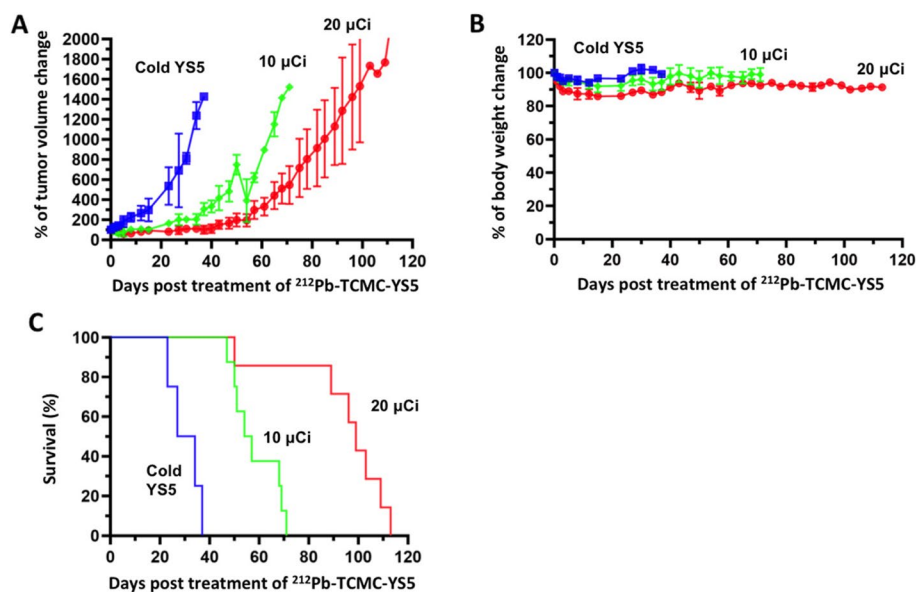 A
% of tumor volume change
2000
1800
1600
1400
1200
1000
800
600
400
200
0
0 20 40 60 80 100 120
Cold YS5
10 µCi
20 µCi
Days post treatment of ²¹²Pb-TCMC-YS5
B
% of body weight change
120
100
80
60
40
20
0
0 20 40 60 80 100 120
Cold YS5
10 µCi
20 µCi
Days post treatment of ²¹²Pb-TCMC-YS5
C
Survival (%)
100
80
60
40
20
0
0 20 40 60 80 100 120
Cold
YS5
10 µCi
20 µCi
Days post treatment of ²¹²Pb-TCMC-YS5